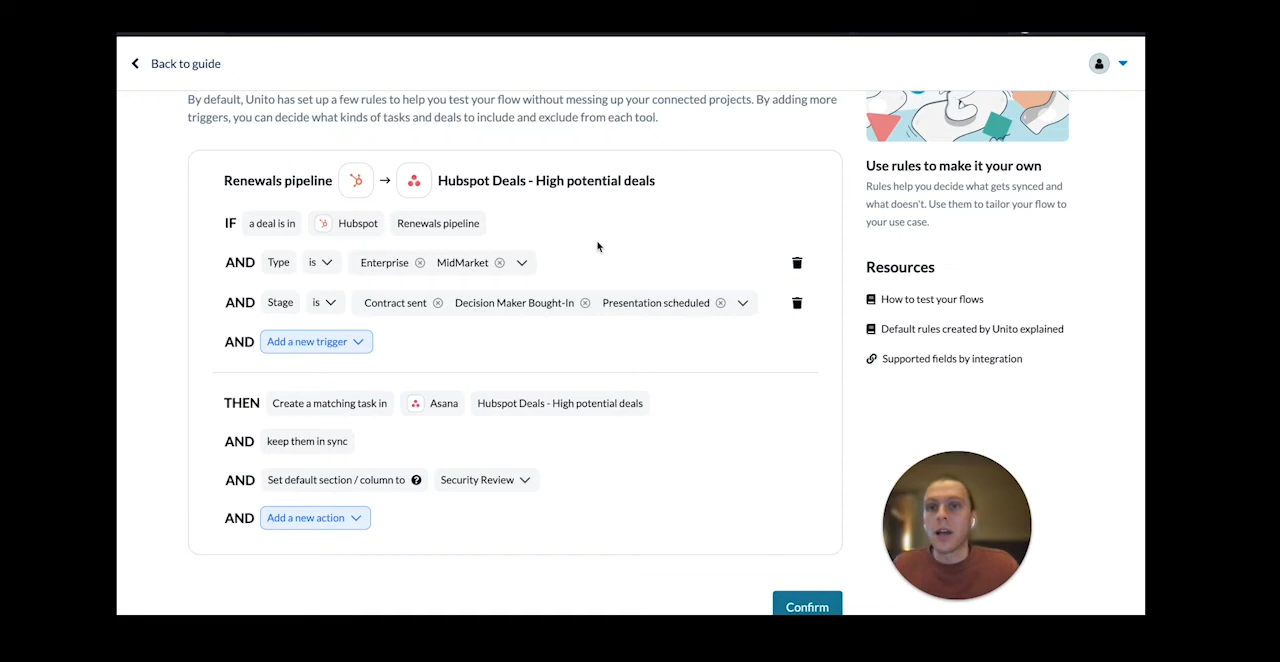 Back to guide
By default, Unito has set up a few rules to help you test your flow without messing up your connected projects. By adding more
triggers, you can decide what kinds of tasks and deals to include and exclude from each tool.
Renewals pipeline → Hubspot Deals - High potential deals
IF a deal is in Hubspot Renewals pipeline
AND Type is Enterprise MidMarket
AND Stage is Contract sent Decision Maker Bought-In Presentation scheduled
AND Add a new trigger
THEN Create a matching task in Asana Hubspot Deals - High potential deals
AND keep them in sync
AND Set default section / column to ? Security Review
AND Add a new action
Confirm
Use rules to make it your own
Rules help you decide what gets synced and
what doesn't. Use them to tailor your flow to
your use case.
Resources
How to test your flows
Default rules created by Unito explained
Supported fields by integration